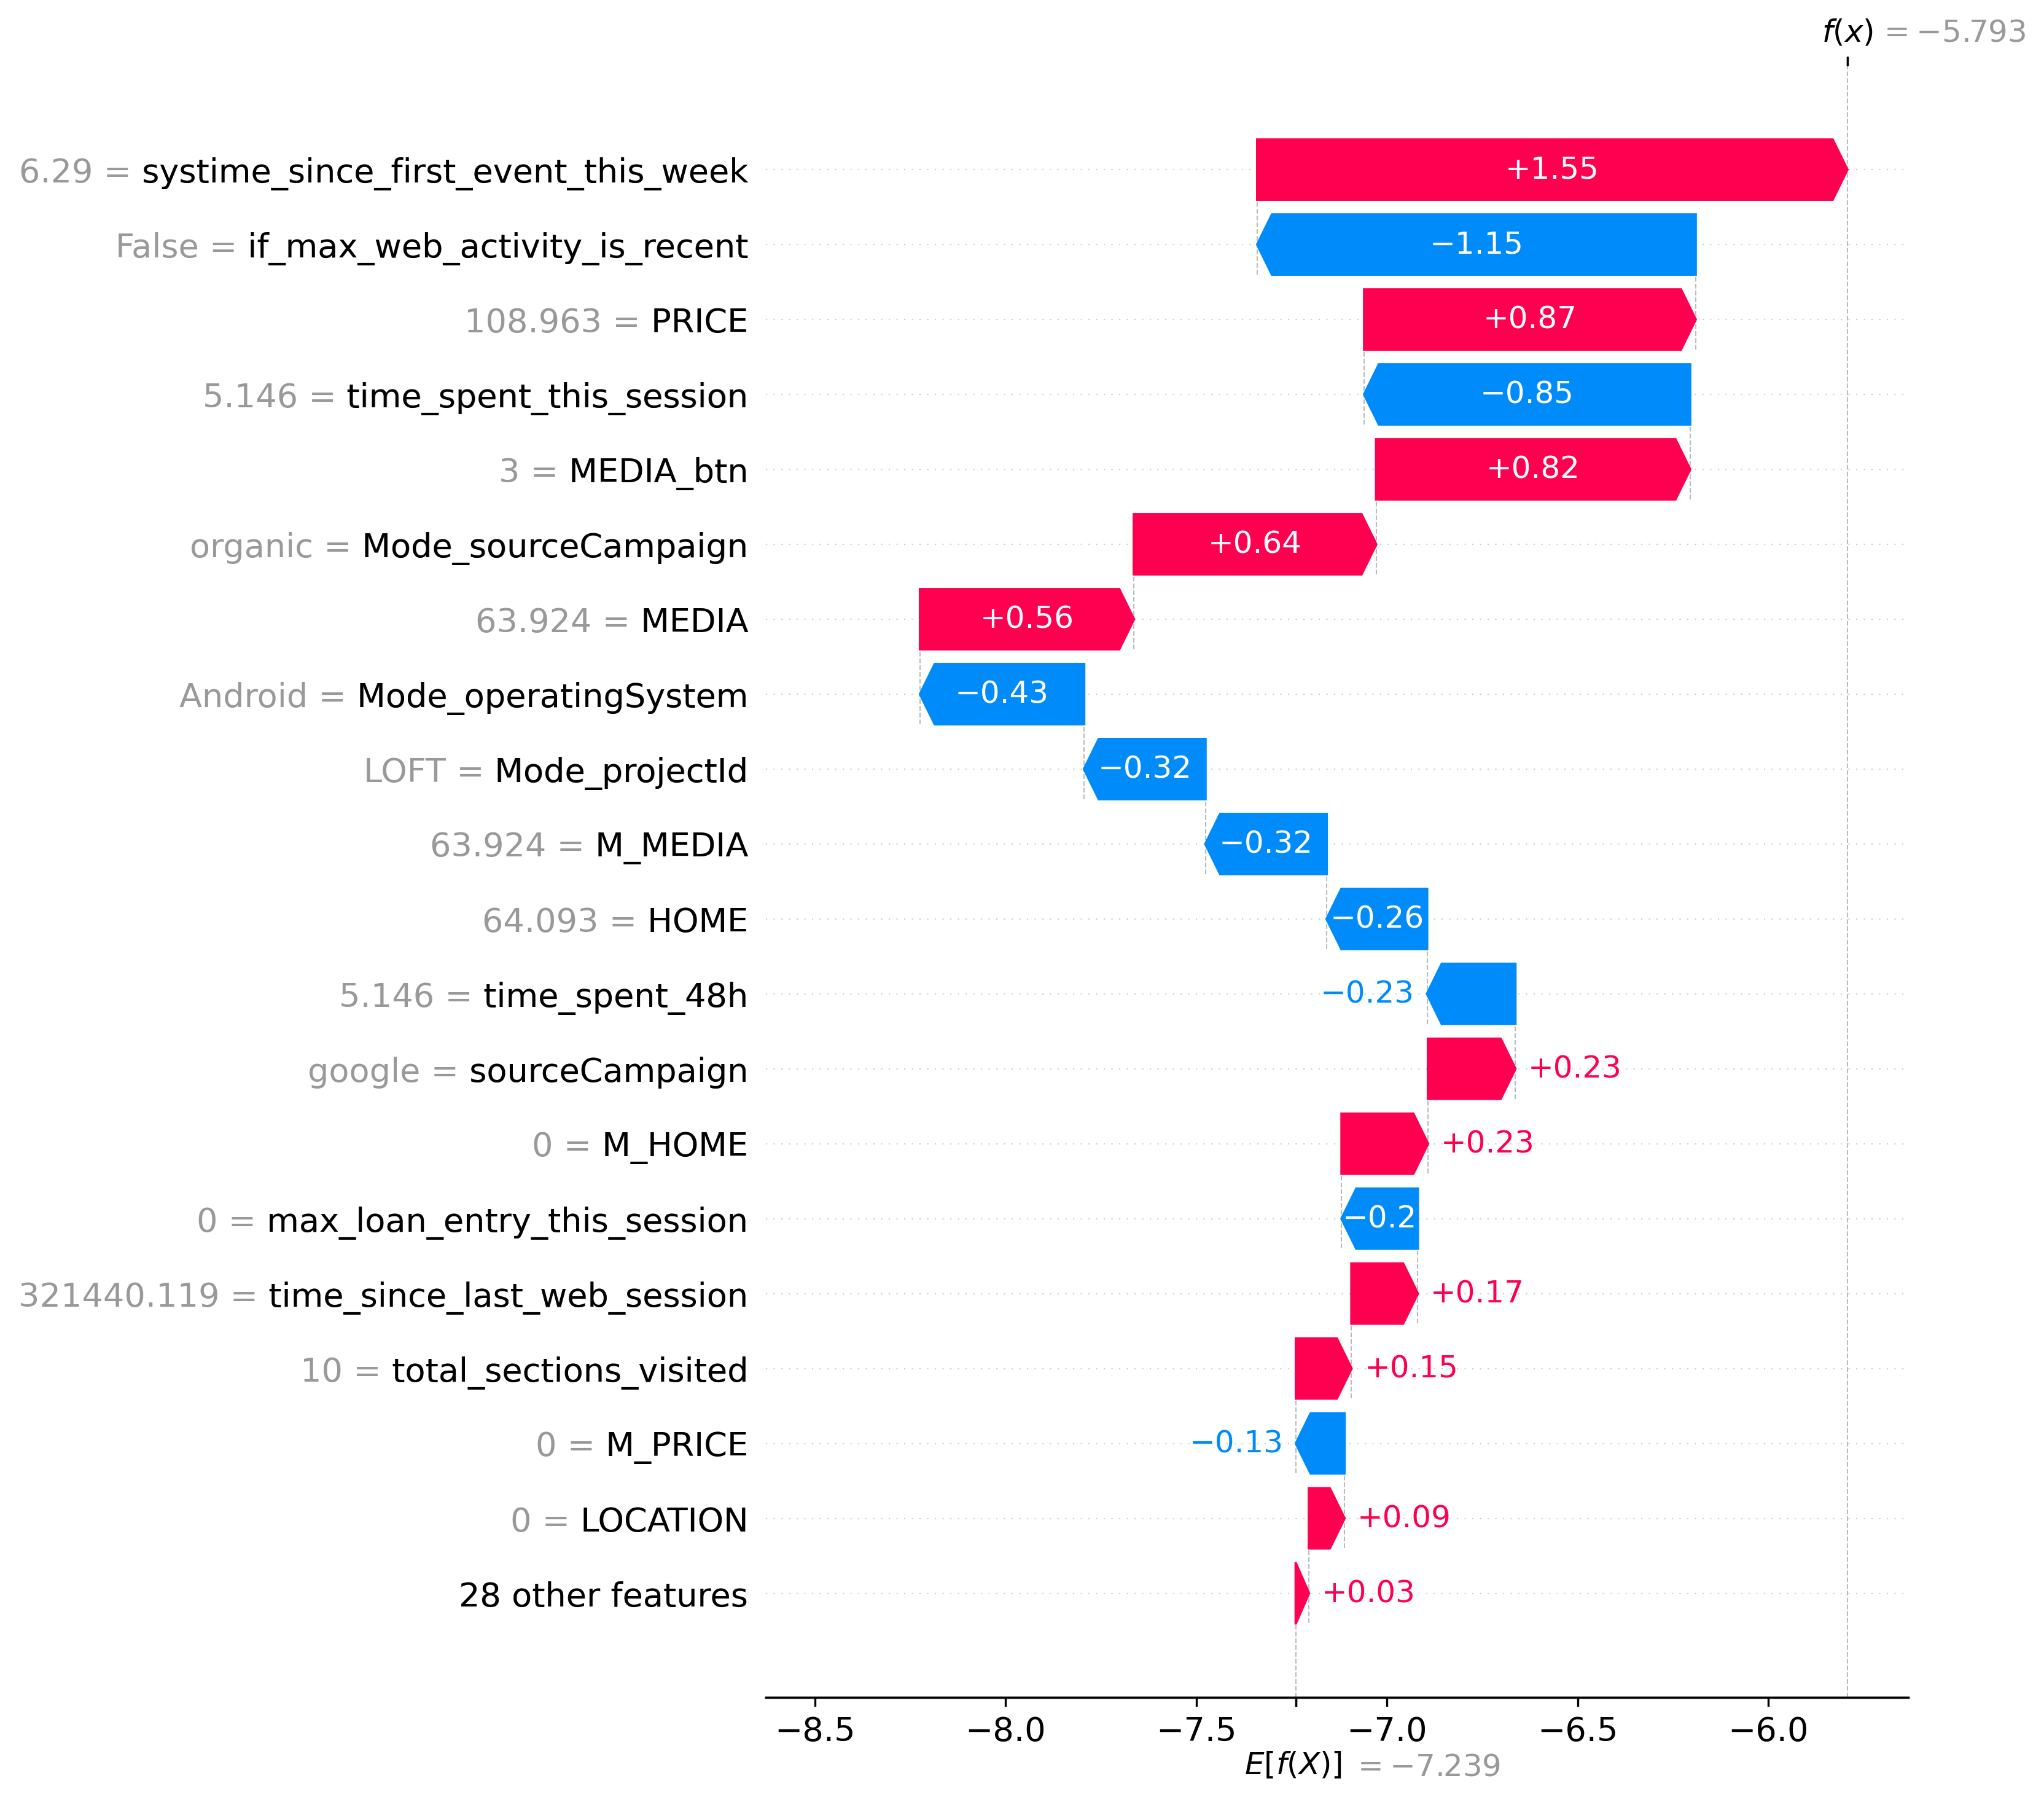 f(x) = −5.793
6.29 = systime_since_first_event_this_week +1.55
False = if_max_web_activity_is_recent −1.15
108.963 = PRICE +0.87
5.146 = time_spent_this_session −0.85
3 = MEDIA_btn +0.82
organic = Mode_sourceCampaign +0.64
63.924 = MEDIA +0.56
Android = Mode_operatingSystem −0.43
LOFT = Mode_projectId −0.32
63.924 = M_MEDIA −0.32
64.093 = HOME −0.26
5.146 = time_spent_48h −0.23
google = sourceCampaign +0.23
0 = M_HOME +0.23
0 = max_loan_entry_this_session −0.2
321440.119 = time_since_last_web_session +0.17
10 = total_sections_visited +0.15
0 = M_PRICE −0.13
0 = LOCATION +0.09
28 other features +0.03
−8.5 −8.0 −7.5 −7.0 −6.5 −6.0
E[f(X)] = −7.239